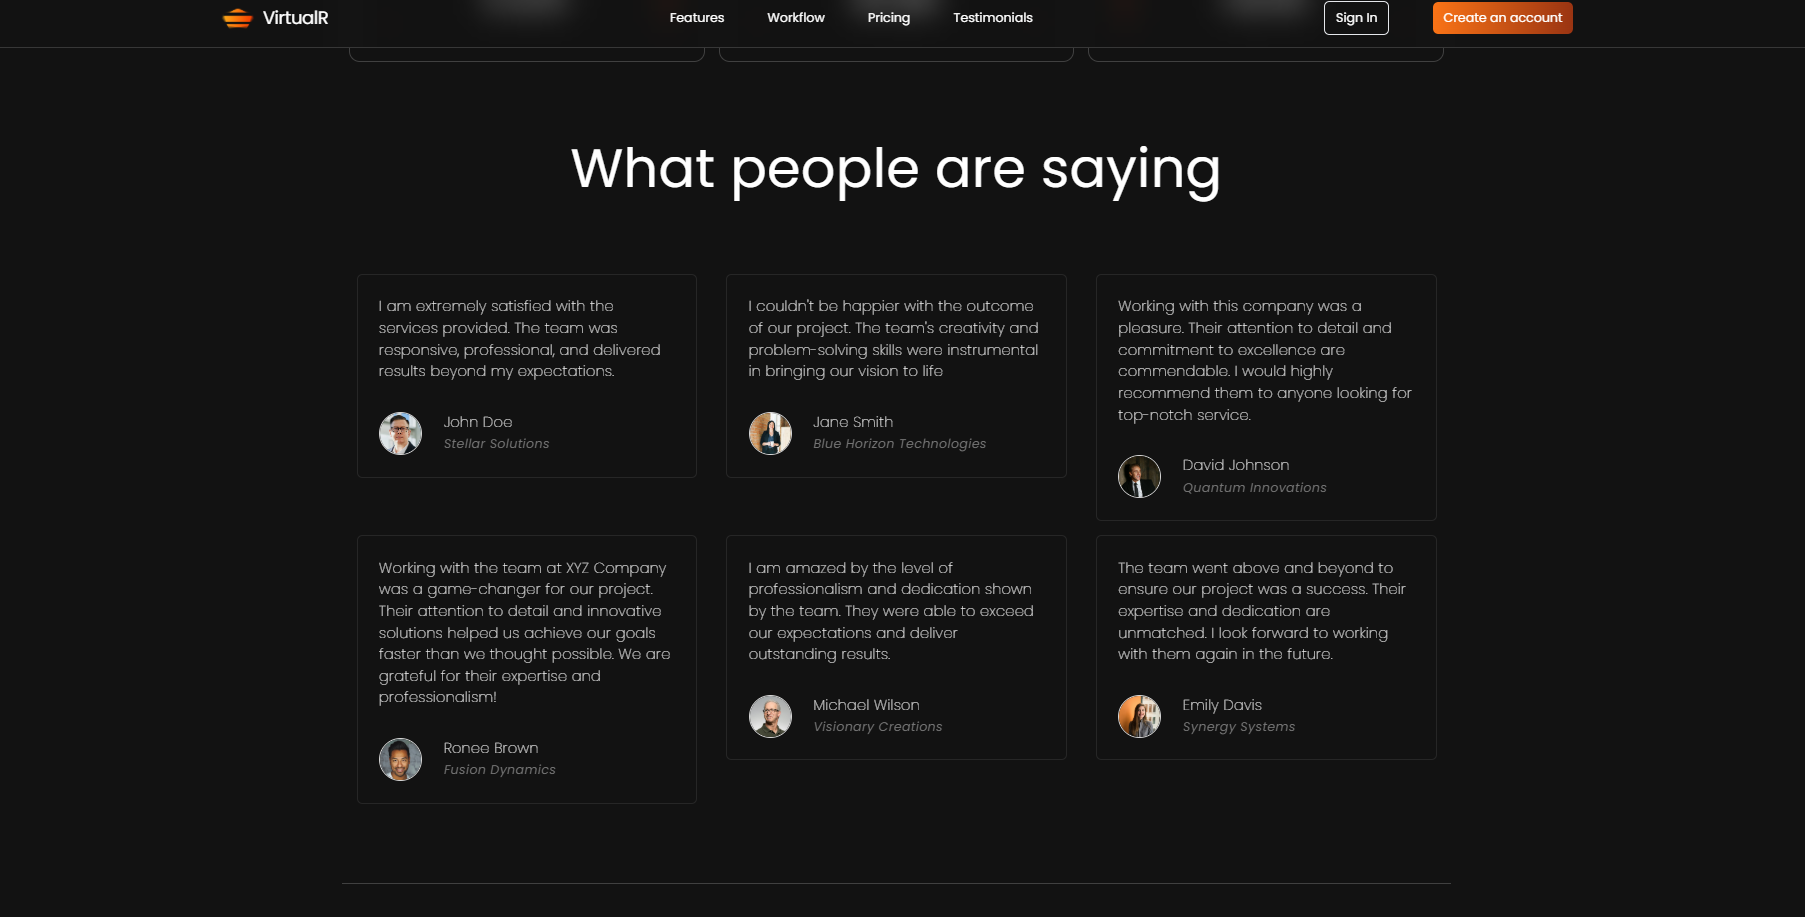 VirtualR
Features
Workflow
Pricing
Testimonials
Sign In
Create an account
What people are saying
I am extremely satisfied with the
services provided. The team was
responsive, professional, and delivered
results beyond my expectations.
John Doe
Stellar Solutions
I couldn't be happier with the outcome
of our project. The team's creativity and
problem-solving skills were instrumental
in bringing our vision to life
Jane Smith
Blue Horizon Technologies
Working with this company was a
pleasure. Their attention to detail and
commitment to excellence are
commendable. I would highly
recommend them to anyone looking for
top-notch service.
David Johnson
Quantum Innovations
Working with the team at XYZ Company
was a game-changer for our project.
Their attention to detail and innovative
solutions helped us achieve our goals
faster than we thought possible. We are
grateful for their expertise and
professionalism!
Ronee Brown
Fusion Dynamics
I am amazed by the level of
professionalism and dedication shown
by the team. They were able to exceed
our expectations and deliver
outstanding results.
Michael Wilson
Visionary Creations
The team went above and beyond to
ensure our project was a success. Their
expertise and dedication are
unmatched. I look forward to working
with them again in the future.
Emily Davis
Synergy Systems